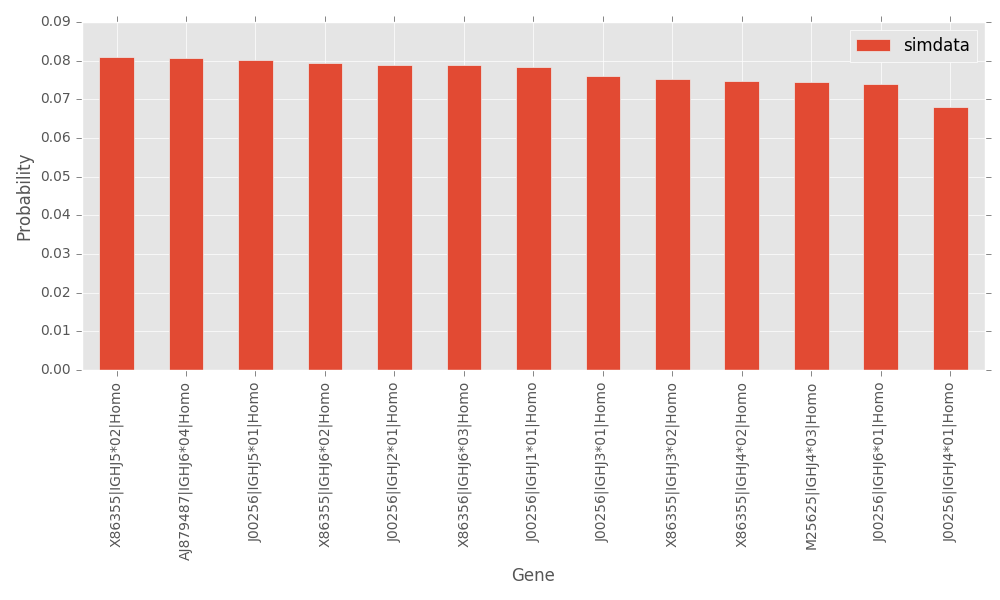 simdata
Probability
0.09
0.08
0.07
0.06
0.05
0.04
0.03
0.02
0.01
0.00
X86355|IGHJ5*02|Homo
AJ879487|IGHJ6*04|Homo
J00256|IGHJ5*01|Homo
X86355|IGHJ6*02|Homo
J00256|IGHJ2*01|Homo
X86356|IGHJ6*03|Homo
J00256|IGHJ1*01|Homo
J00256|IGHJ3*01|Homo
X86355|IGHJ3*02|Homo
X86355|IGHJ4*02|Homo
M25625|IGHJ4*03|Homo
J00256|IGHJ6*01|Homo
J00256|IGHJ4*01|Homo
Gene